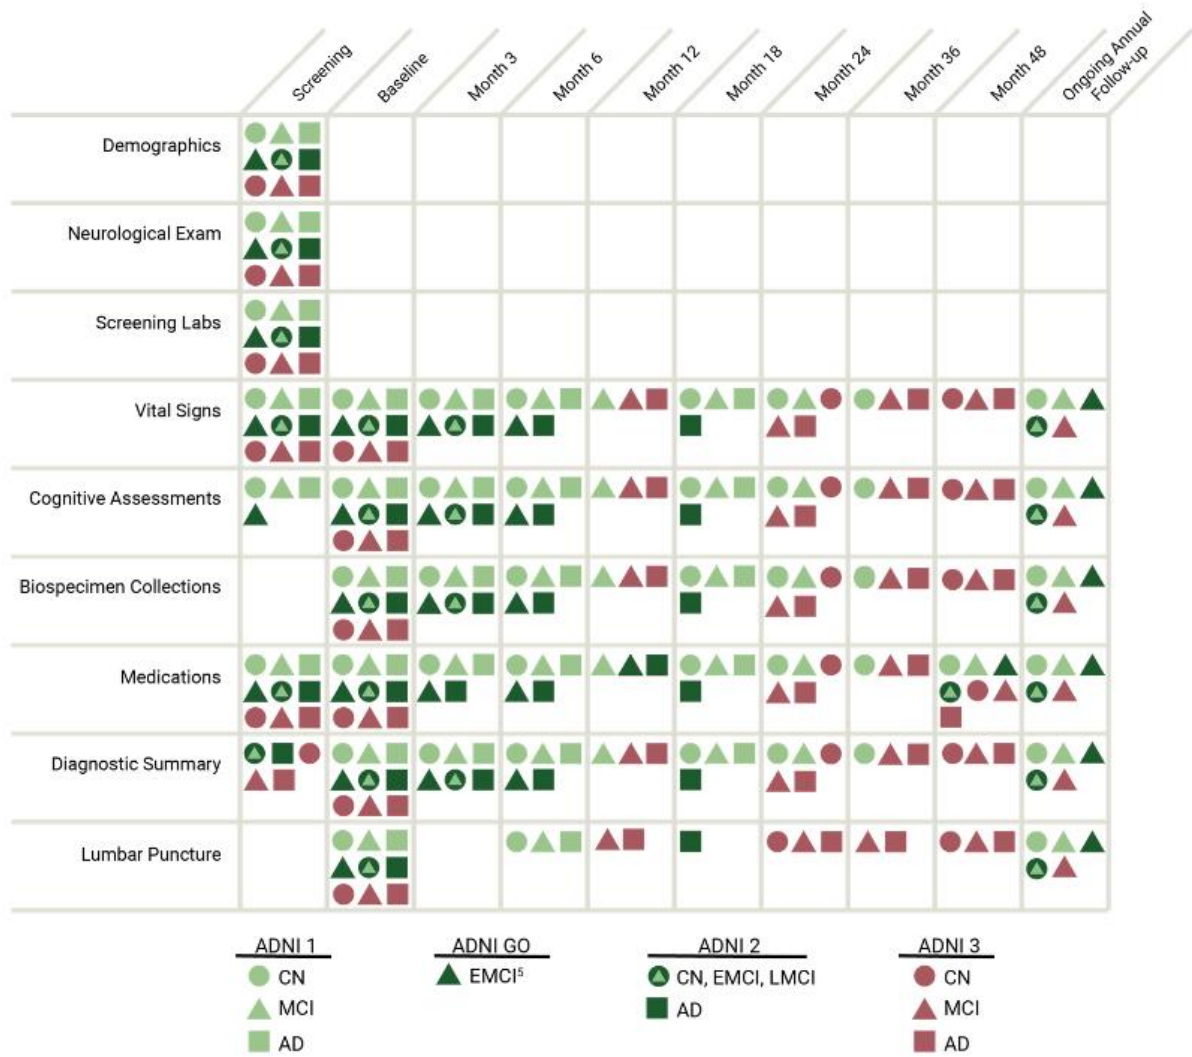 Screening
Baseline
Month 3
Month 6
Month 12
Month 18
Month 24
Month 36
Month 48
Ongoing Annual
Follow-up
Demographics
Neurological Exam
Screening Labs
Vital Signs
Cognitive Assessments
Biospecimen Collections
Medications
Diagnostic Summary
Lumbar Puncture
ADNI 1
CN
MCI
AD
ADNI GO
EMCI⁵
ADNI 2
CN, EMCI, LMCI
AD
ADNI 3
CN
MCI
AD